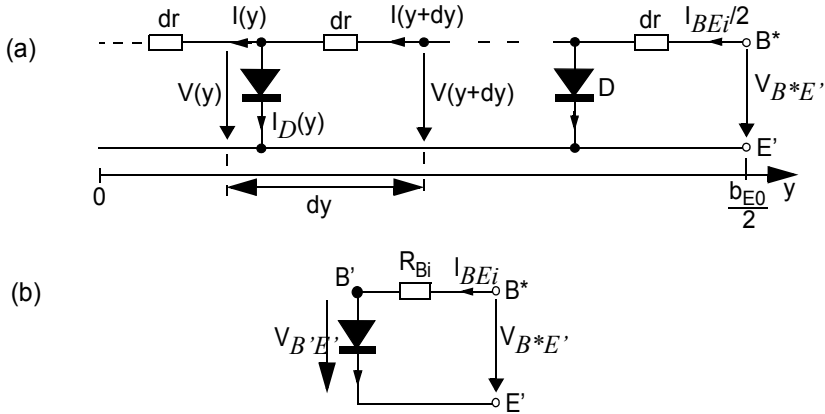 (a)
dr I(y) dr I(y+dy) dr I_BEi/2 B*
V(y) I_D(y) V(y+dy) D V_B*E'
E'
0 dy b_E0/2 y
(b)
B' R_Bi I_BEi B*
V_B'E' V_B*E'
E'